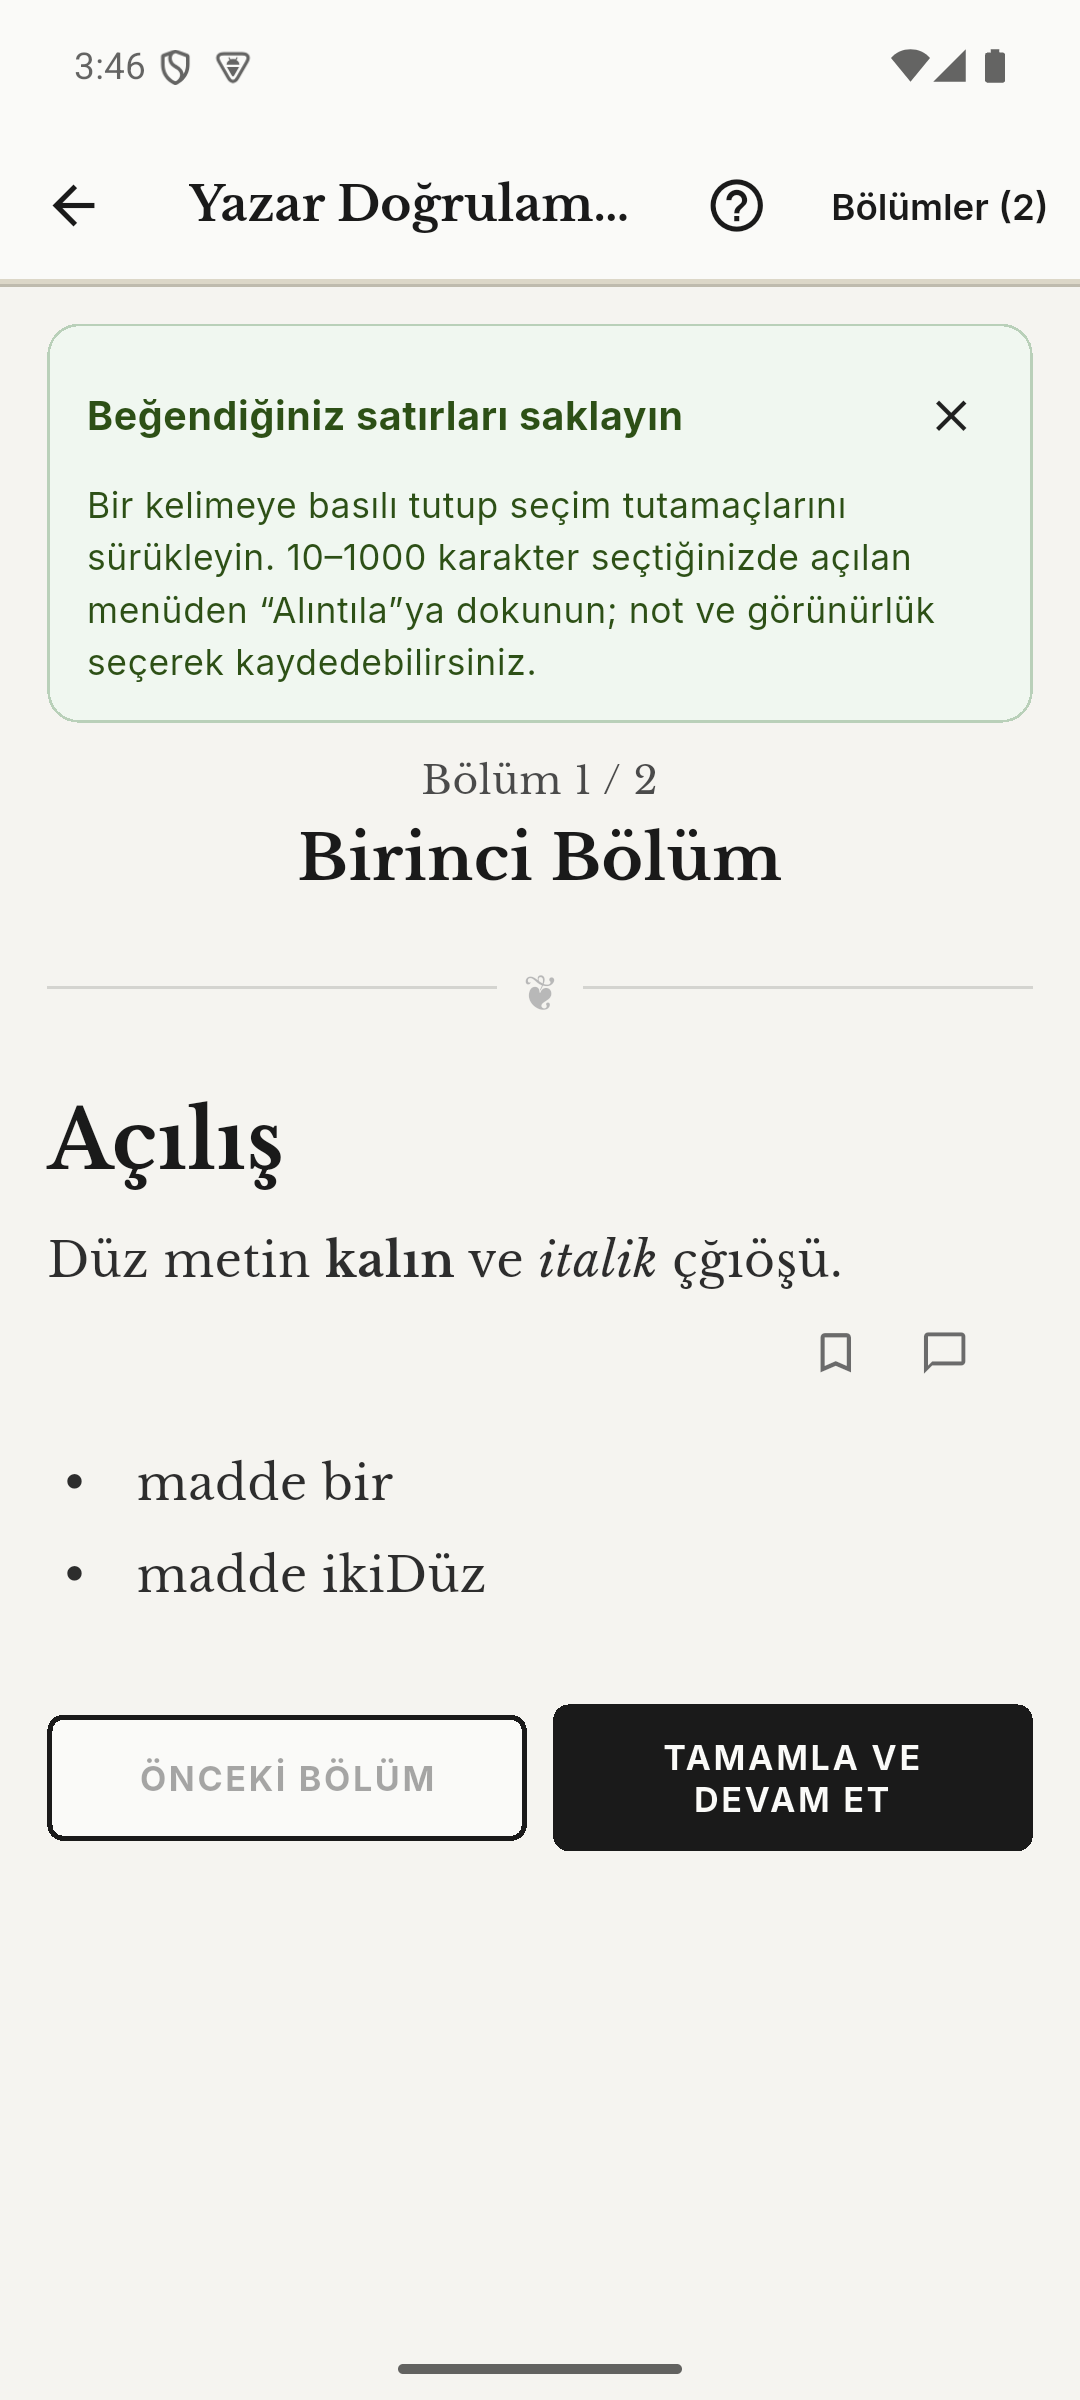 3:46
Yazar Doğrulam...
Bölümler (2)
Beğendiğiniz satırları saklayın
Bir kelimeye basılı tutup seçim tutamaçlarını
sürükleyin. 10–1000 karakter seçtiğinizde açılan
menüden “Alıntıla”ya dokunun; not ve görünürlük
seçerek kaydedebilirsiniz.
Bölüm 1 / 2
Birinci Bölüm
Açılış
Düz metin kalın ve italik çğıöşü.
• madde bir
• madde ikiDüz
ÖNCEKİ BÖLÜM
TAMAMLA VE
DEVAM ET